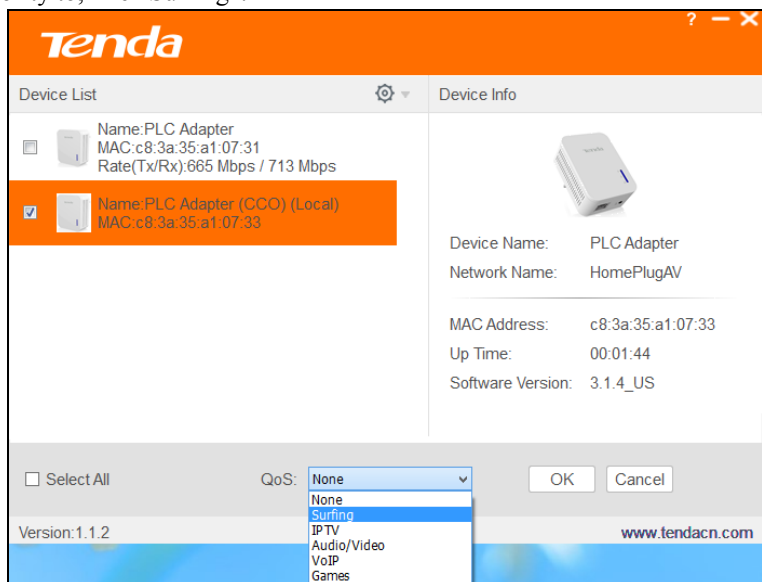 Tenda
? — ×
Device List
Device Info
Name:PLC Adapter
MAC:c8:3a:35:a1:07:31
Rate(Tx/Rx):665 Mbps / 713 Mbps
Name:PLC Adapter (CCO) (Local)
MAC:c8:3a:35:a1:07:33
Device Name: PLC Adapter
Network Name: HomePlugAV
MAC Address: c8:3a:35:a1:07:33
Up Time: 00:01:44
Software Version: 3.1.4_US
Select All
QoS: None
OK
Cancel
None
Surfing
IPTV
Audio/Video
VoIP
Games
Version:1.1.2
www.tendacn.com